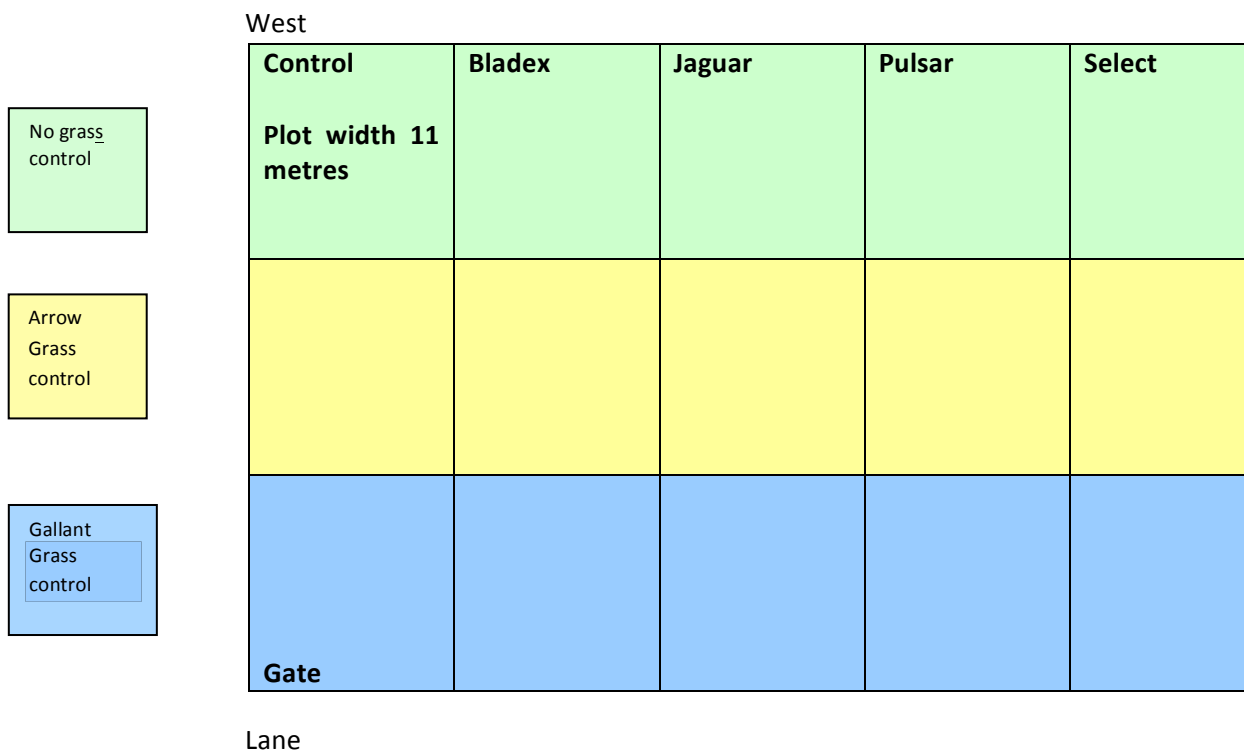 West
Control Bladex Jaguar Pulsar Select
Plot width 11
metres
No grass
control
Arrow
Grass
control
Gallant
Grass
control
Gate
Lane